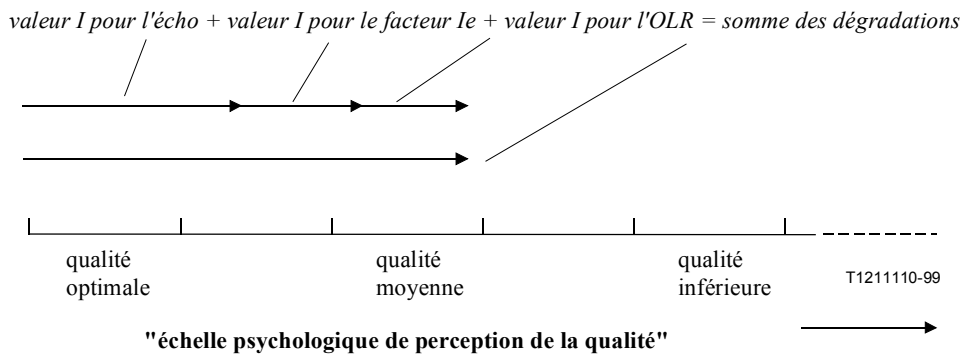 valeur I pour l'écho + valeur I pour le facteur Ie + valeur I pour l'OLR = somme des dégradations
qualité optimale
qualité moyenne
qualité inférieure
T1211110-99
"échelle psychologique de perception de la qualité"